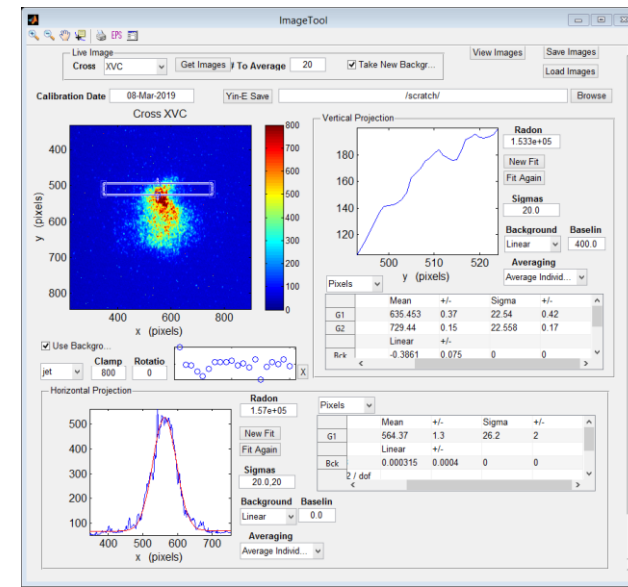 ImageTool
EPS
Live Image
Cross XVC Get Images # To Average 20 Take New Backgr...
View Images Save Images
Load Images
Calibration Date 08-Mar-2019 Yin-E Save /scratch/ Browse
Cross XVC
400
500
600
700
800
y (pixels)
400 600 800
x (pixels)
800
700
600
500
400
300
200
100
0
Use Backgro...
jet Clamp 800 Rotatio 0 X
Vertical Projection
180
160
140
120
500 510 520
y (pixels)
Radon
1.533e+05
New Fit
Fit Again
Sigmas
20.0
Background Baselin
Linear 400.0
Averaging
Average Individ...
Pixels
Mean +/- Sigma +/-
G1 635.453 0.37 22.54 0.42
G2 729.44 0.15 22.558 0.17
Linear +/-
Bck -0.3861 0.075 0 0
Horizontal Projection
500
400
300
200
100
400 500 600 700
x (pixels)
Radon
1.57e+05
New Fit
Fit Again
Sigmas
20.0,20
Background Baselin
Linear 0.0
Averaging
Average Individ...
Pixels
Mean +/- Sigma +/-
G1 564.37 1.3 26.2 2
Linear +/-
Bck 0.000315 0.0004 0 0
2 / dof